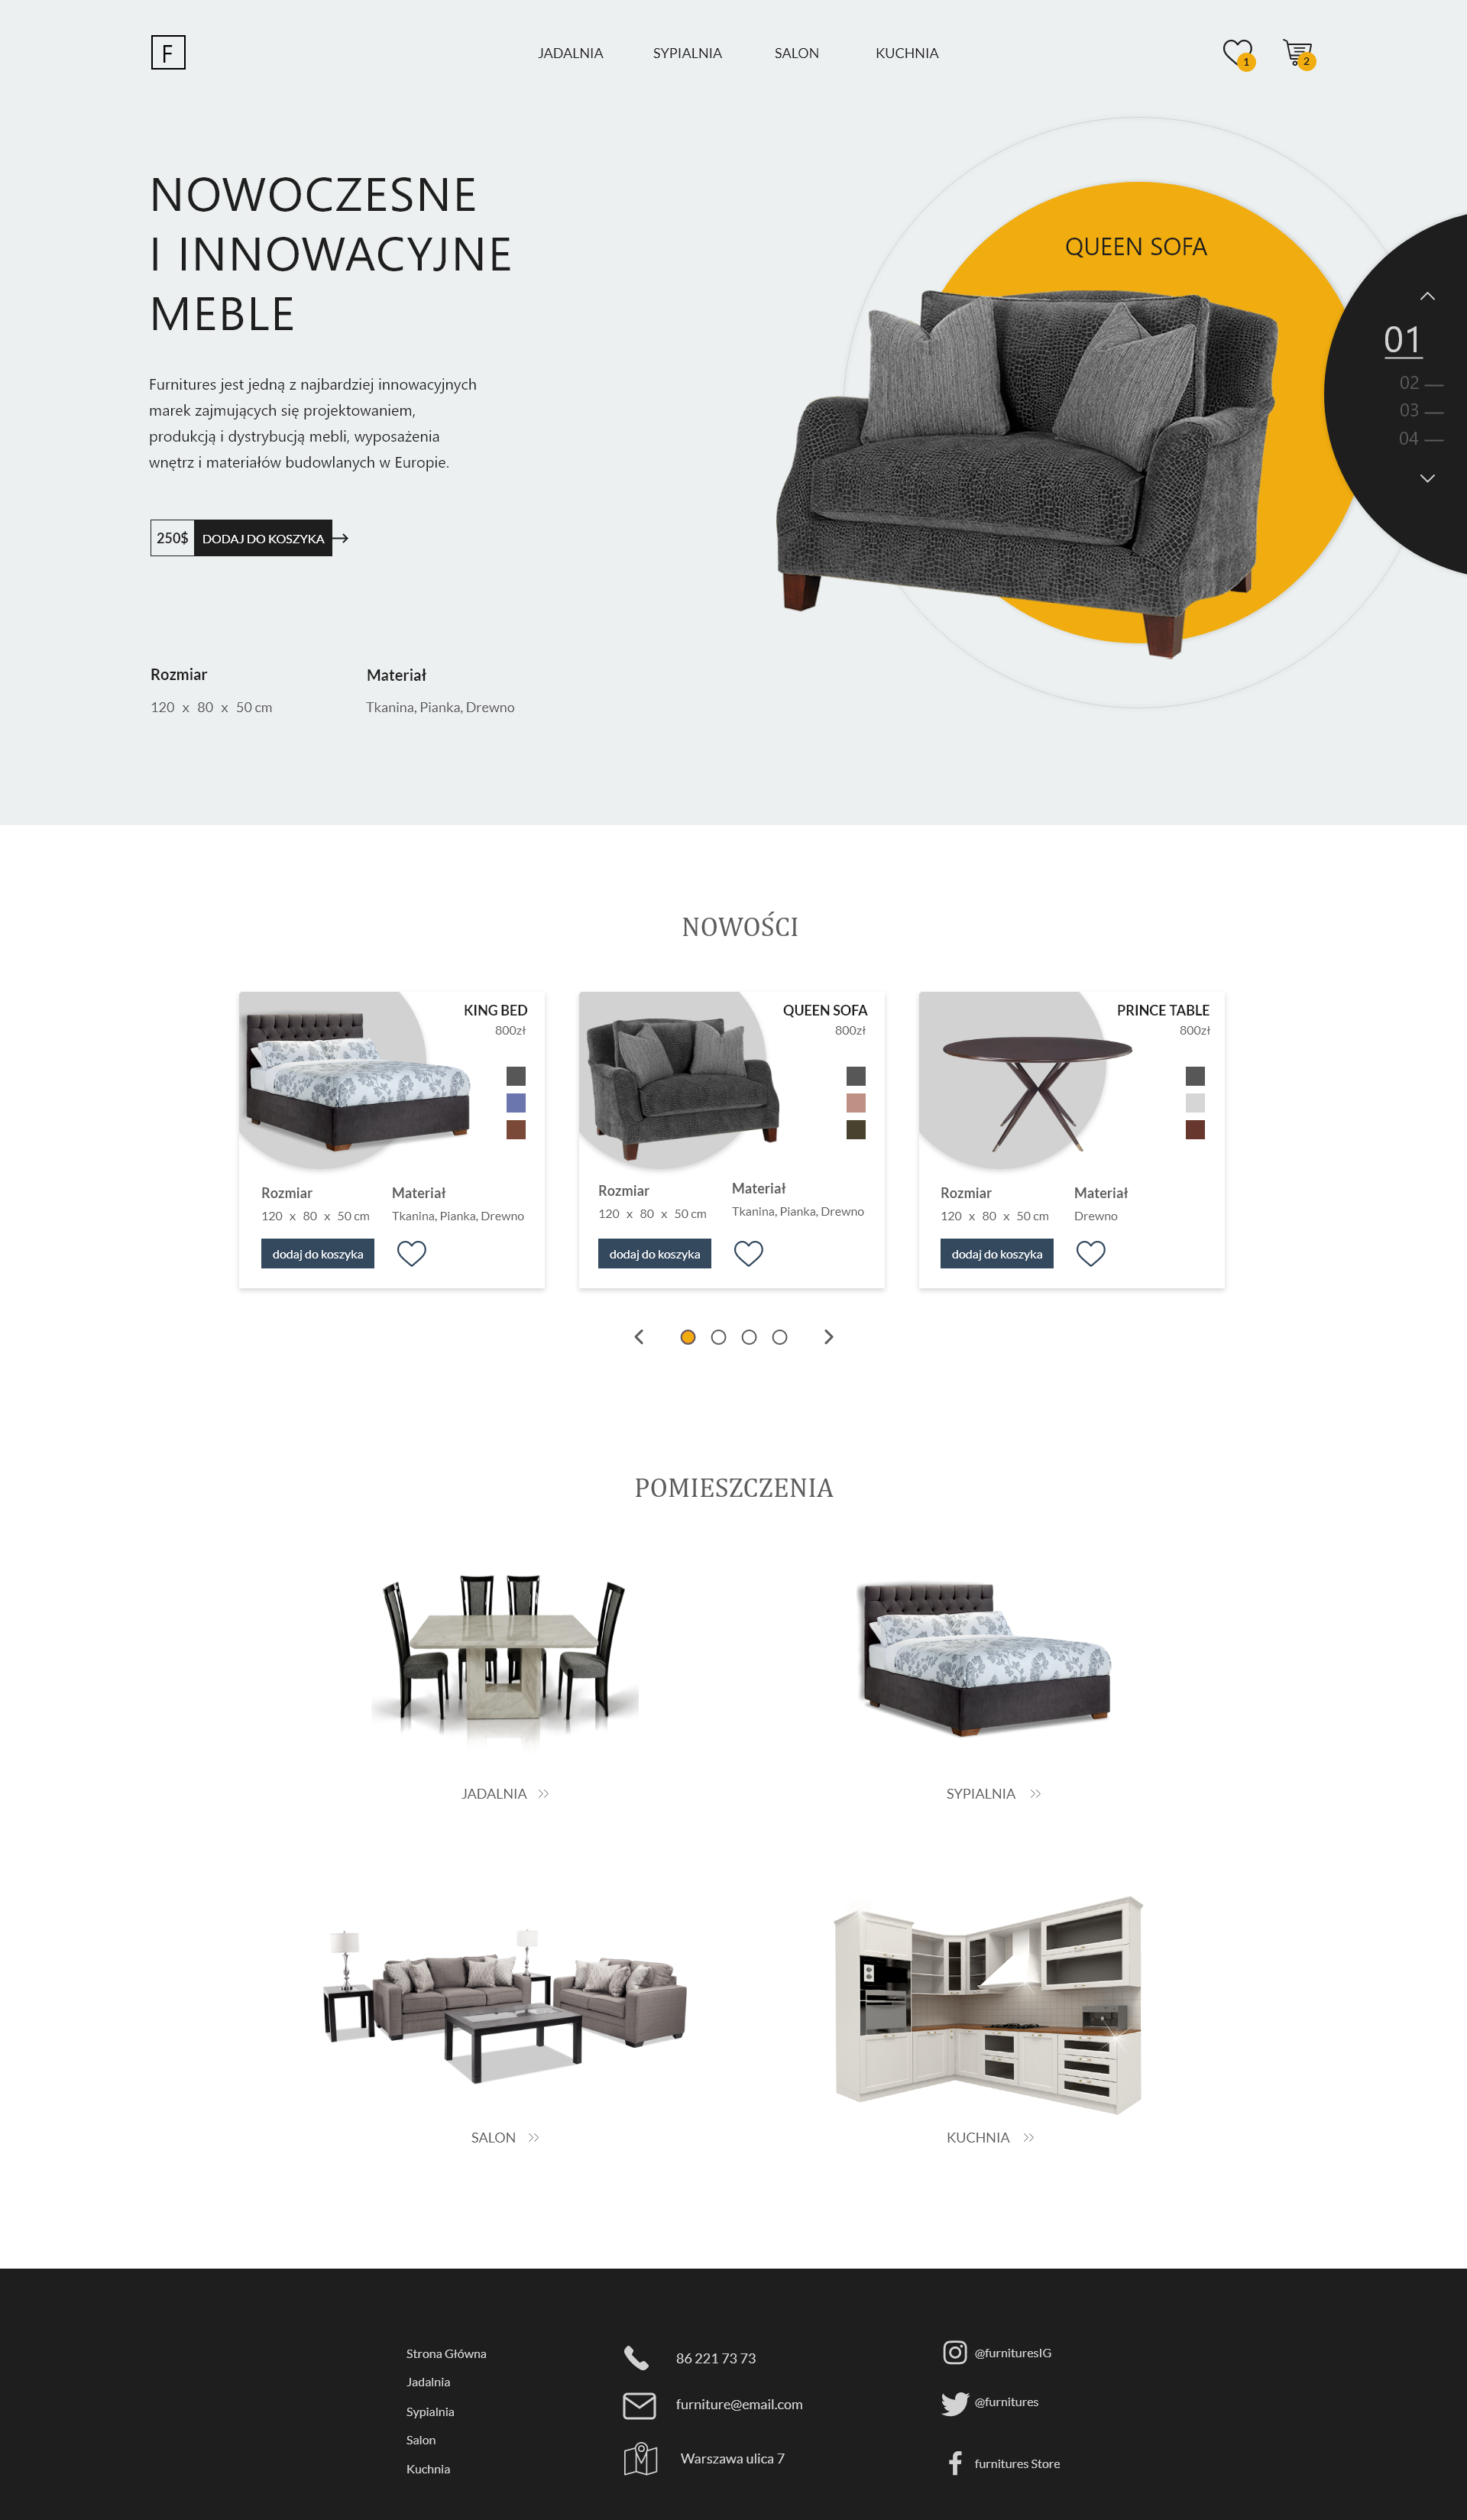 F
JADALNIA
SYPIALNIA
SALON
KUCHNIA
1
2
NOWOCZESNE
I INNOWACYJNE
MEBLE
Furnitures jest jedną z najbardziej innowacyjnych
marek zajmujących się projektowaniem,
produkcją i dystrybucją mebli, wyposażenia
wnętrz i materiałów budowlanych w Europie.
250$
DODAJ DO KOSZYKA
Rozmiar
120 x 80 x 50 cm
Materiał
Tkanina, Pianka, Drewno
QUEEN SOFA
01
02
03
04
NOWOŚCI
KING BED
800zł
Rozmiar
120 x 80 x 50 cm
Materiał
Tkanina, Pianka, Drewno
dodaj do koszyka
QUEEN SOFA
800zł
Rozmiar
120 x 80 x 50 cm
Materiał
Tkanina, Pianka, Drewno
dodaj do koszyka
PRINCE TABLE
800zł
Rozmiar
120 x 80 x 50 cm
Materiał
Drewno
dodaj do koszyka
POMIESZCZENIA
JADALNIA
SYPIALNIA
SALON
KUCHNIA
Strona Główna
Jadalnia
Sypialnia
Salon
Kuchnia
86 221 73 73
furniture@email.com
Warszawa ulica 7
@furnituresIG
@furnitures
furnitures Store